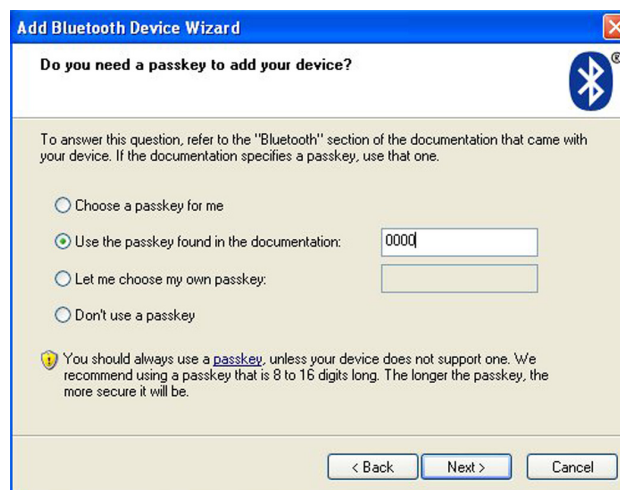 Add Bluetooth Device Wizard
Do you need a passkey to add your device?
®
To answer this question, refer to the "Bluetooth" section of the documentation that came with
your device. If the documentation specifies a passkey, use that one.
Choose a passkey for me
Use the passkey found in the documentation: 0000
Let me choose my own passkey:
Don't use a passkey
You should always use a passkey, unless your device does not support one. We
recommend using a passkey that is 8 to 16 digits long. The longer the passkey, the
more secure it will be.
< Back Next > Cancel